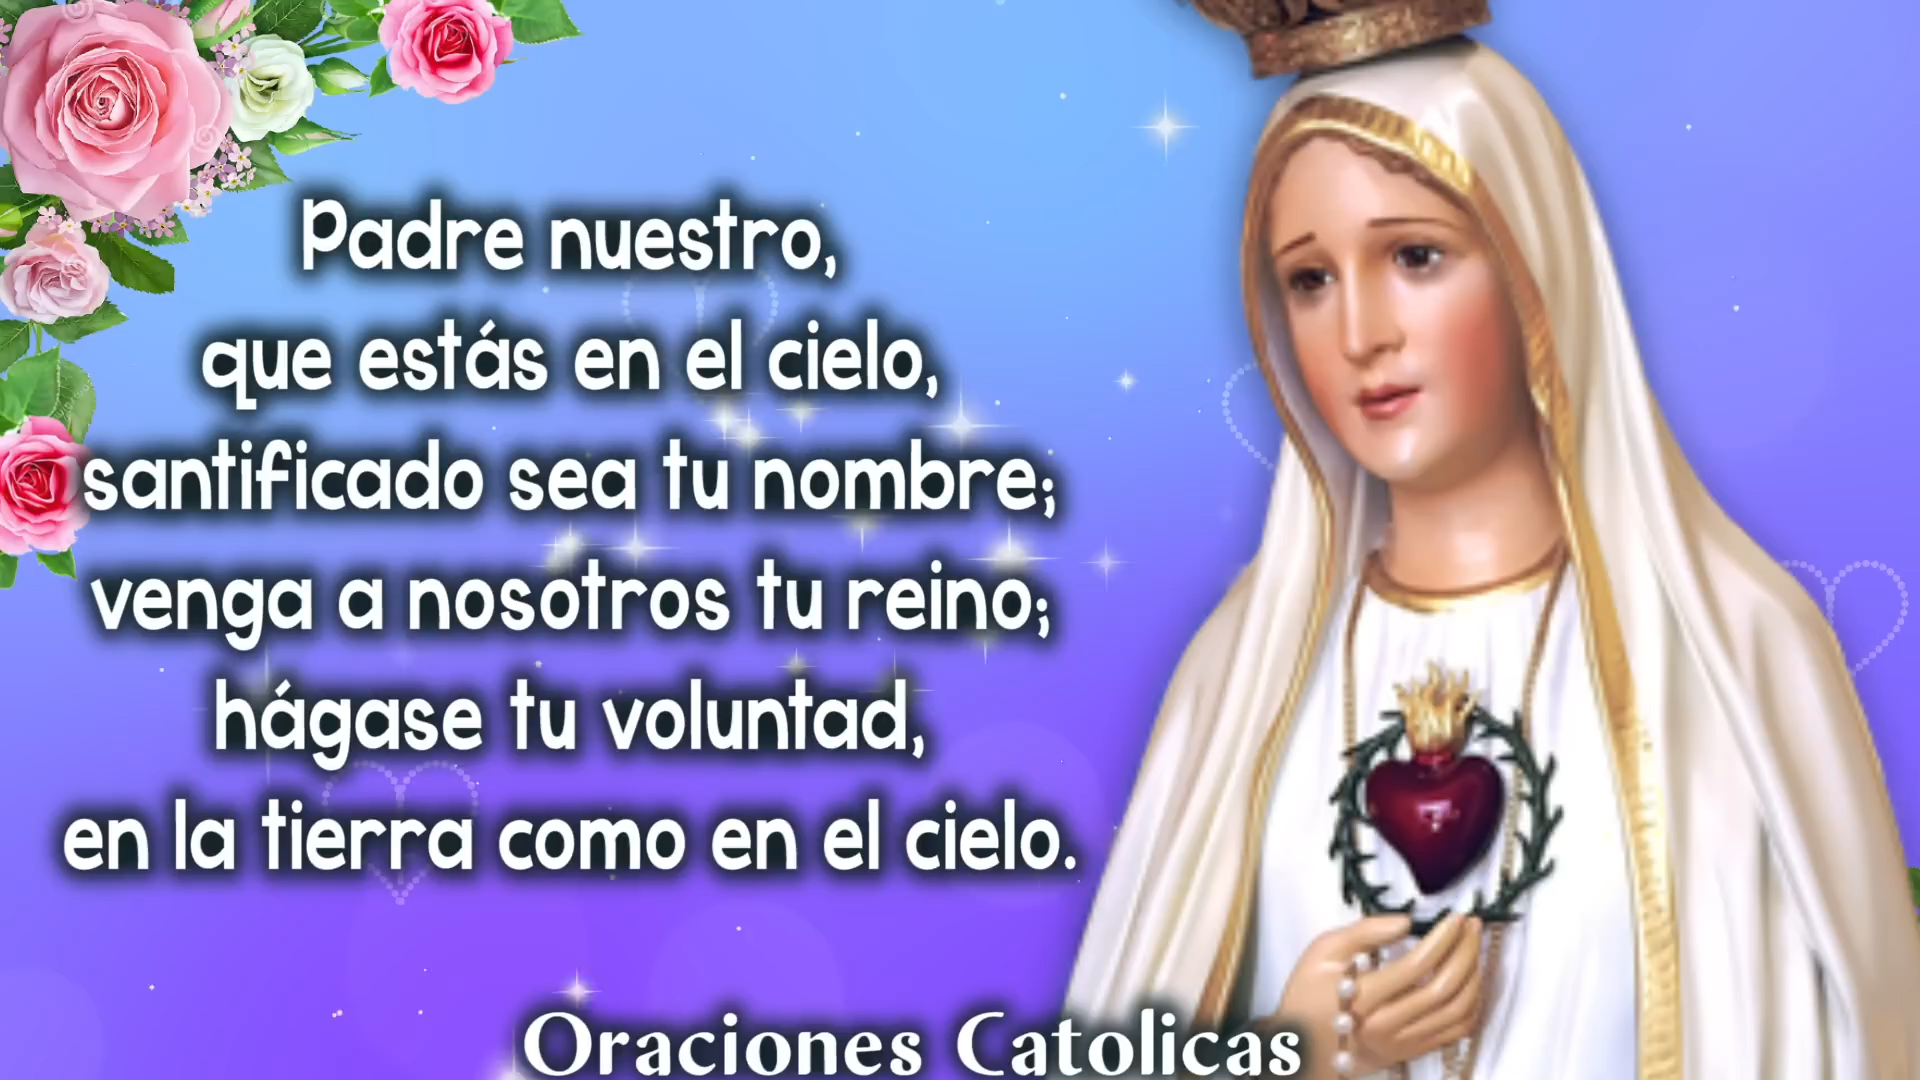 Padre nuestro,
que estás en el cielo,
santificado sea tu nombre;
venga a nosotros tu reino;
hágase tu voluntad,
en la tierra como en el cielo.
Oraciones Catolicas